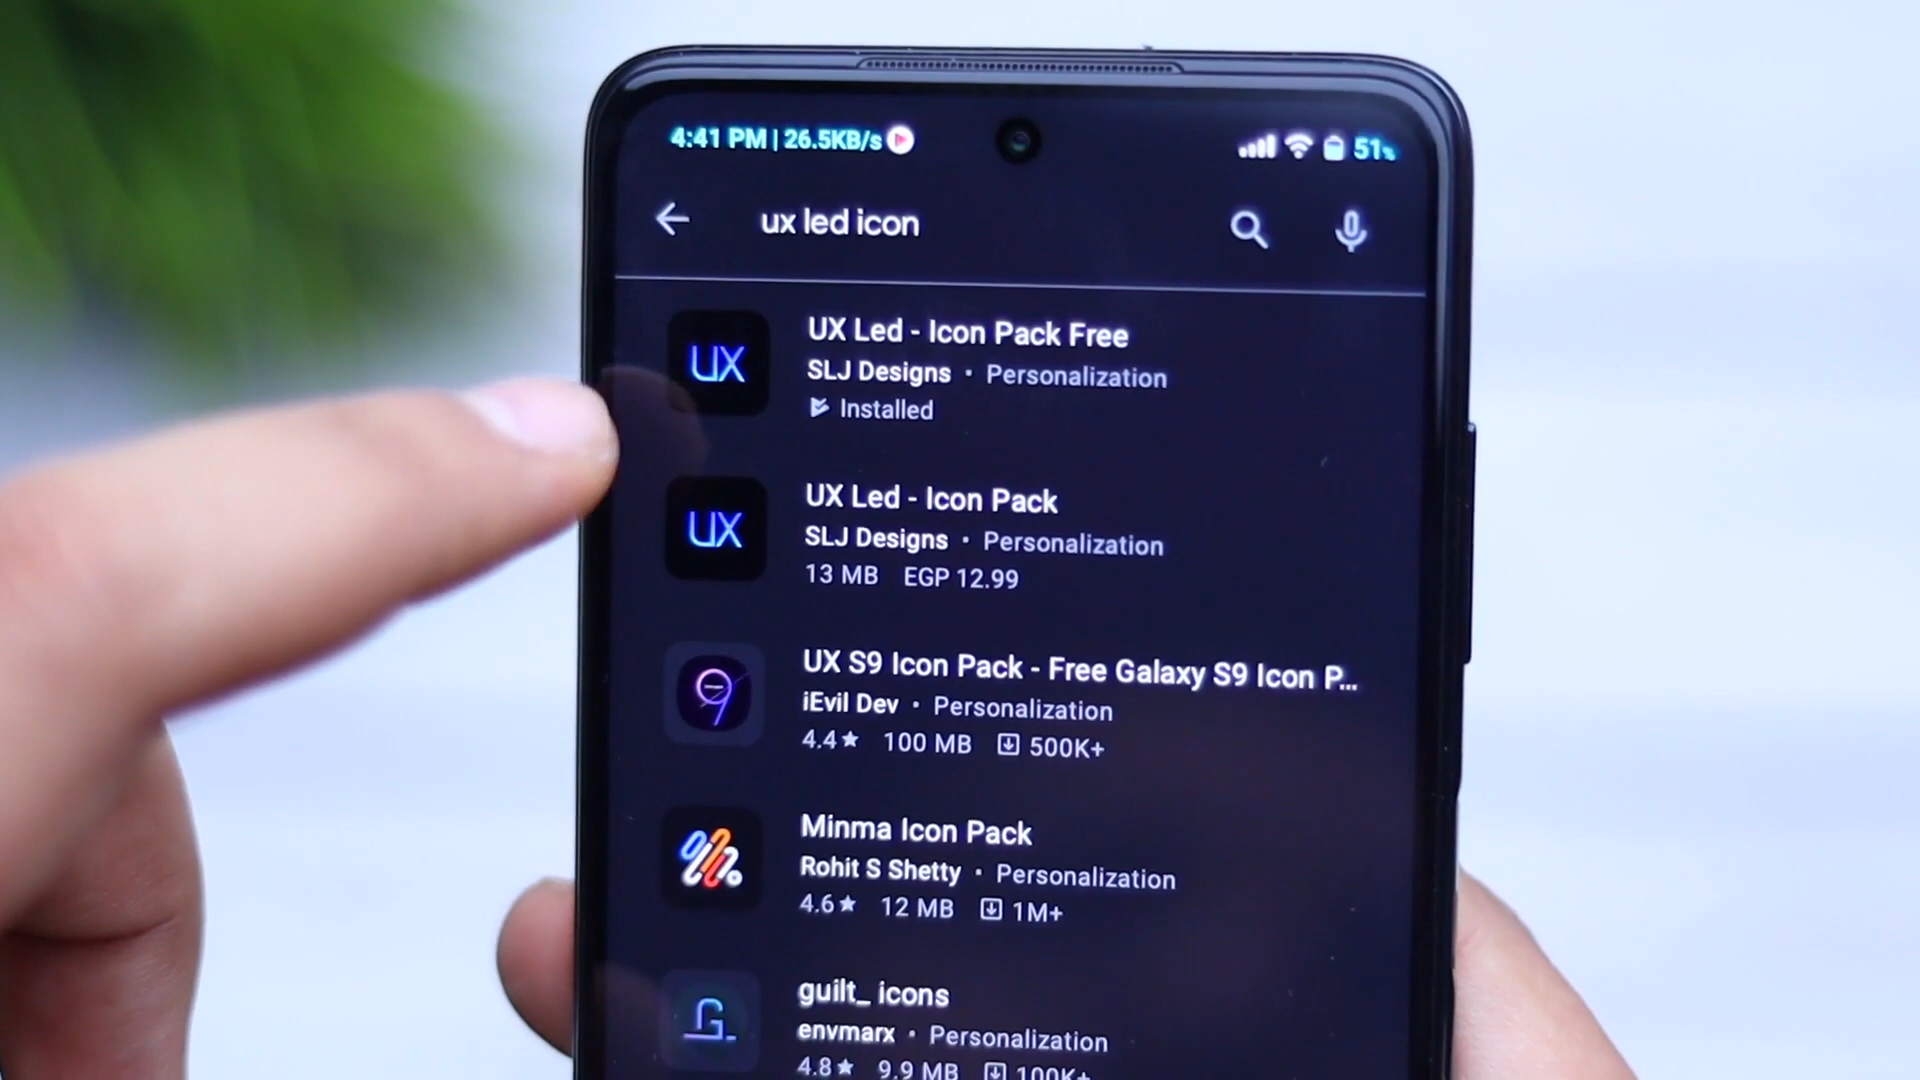 4:41 PM | 26.5KB/s
51%
ux led icon
UX
UX Led - Icon Pack Free
SLJ Designs • Personalization
Installed
UX
UX Led - Icon Pack
SLJ Designs • Personalization
13 MB EGP 12.99
9
UX S9 Icon Pack - Free Galaxy S9 Icon P...
iEvil Dev • Personalization
4.4★ 100 MB 500K+
Minma Icon Pack
Rohit S Shetty • Personalization
4.6★ 12 MB 1M+
G
guilt_ icons
envmarx • Personalization
4.8★ 9.9 MB 100K+